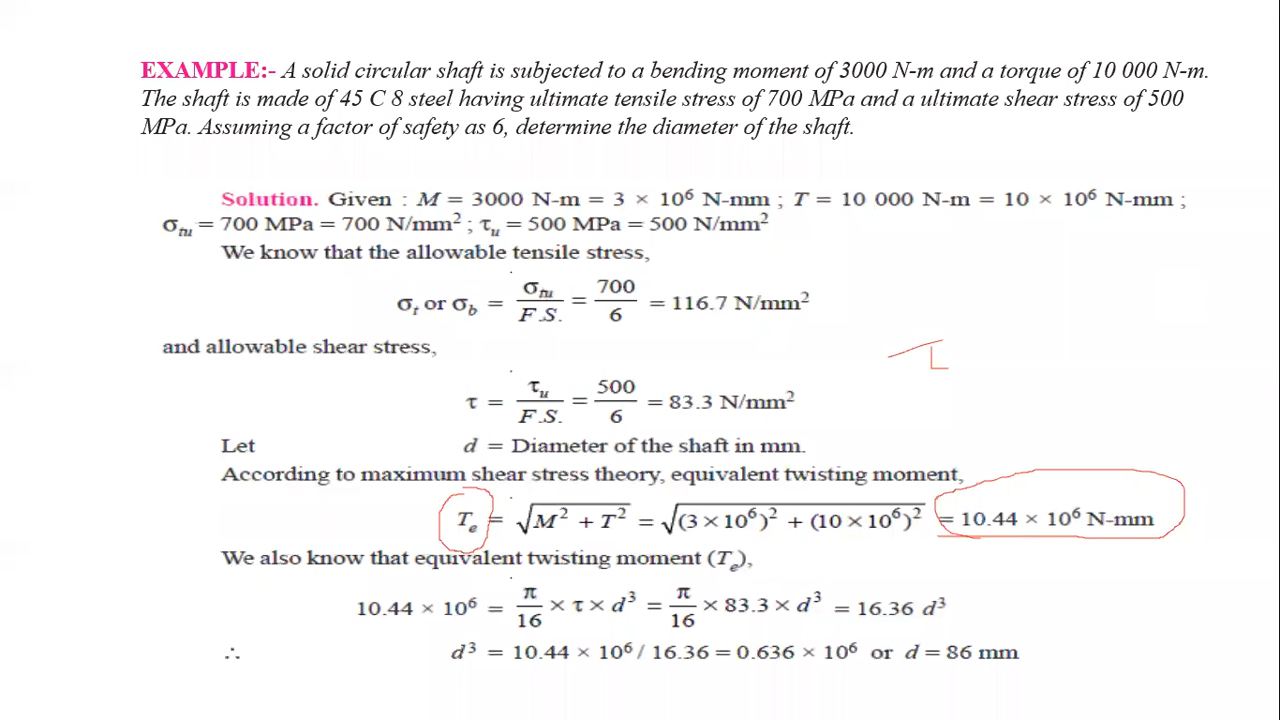 EXAMPLE:- A solid circular shaft is subjected to a bending moment of 3000 N-m and a torque of 10 000 N-m.
The shaft is made of 45 C 8 steel having ultimate tensile stress of 700 MPa and a ultimate shear stress of 500
MPa. Assuming a factor of safety as 6, determine the diameter of the shaft.
Solution. Given : M = 3000 N-m = 3 × 10⁶ N-mm ; T = 10 000 N-m = 10 × 10⁶ N-mm ;
σₜᵤ = 700 MPa = 700 N/mm² ; τᵤ = 500 MPa = 500 N/mm²
We know that the allowable tensile stress,
σₜ or σ_b = σₜᵤ / F.S. = 700 / 6 = 116.7 N/mm²
and allowable shear stress,
τ = τᵤ / F.S. = 500 / 6 = 83.3 N/mm²
Let d = Diameter of the shaft in mm.
According to maximum shear stress theory, equivalent twisting moment,
Tₑ = √(M² + T²) = √((3 × 10⁶)² + (10 × 10⁶)²) = 10.44 × 10⁶ N-mm
We also know that equivalent twisting moment (Tₑ),
10.44 × 10⁶ = π / 16 × τ × d³ = π / 16 × 83.3 × d³ = 16.36 d³
∴ d³ = 10.44 × 10⁶ / 16.36 = 0.636 × 10⁶ or d = 86 mm